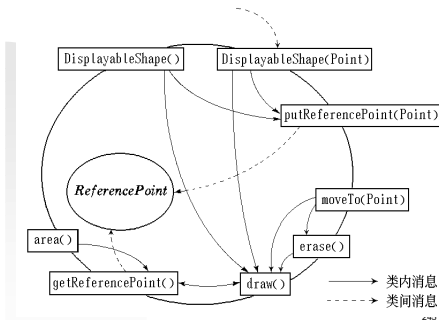 DisplayableShape()
DisplayableShape(Point)
putReferencePoint(Point)
ReferencePoint
moveTo(Point)
area()
erase()
getReferencePoint()
draw()
类内消息
类间消息